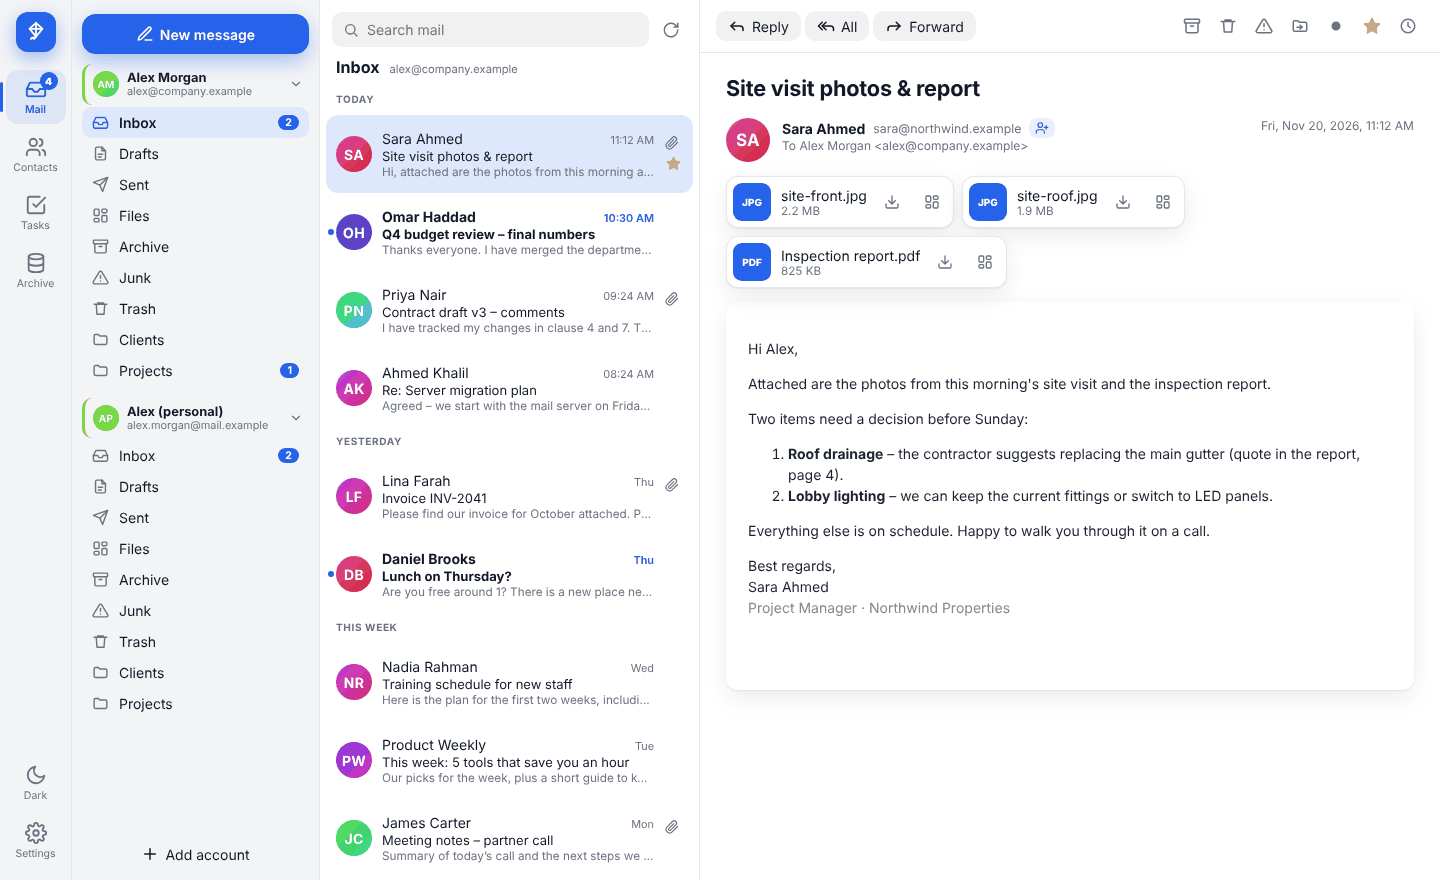 4
Mail
Contacts
Tasks
Archive
Dark
Settings
New message
AM
Alex Morgan
alex@company.example
Inbox 2
Drafts
Sent
Files
Archive
Junk
Trash
Clients
Projects 1
AP
Alex (personal)
alex.morgan@mail.example
Inbox 2
Drafts
Sent
Files
Archive
Junk
Trash
Clients
Projects
Add account
Search mail
Inbox alex@company.example
TODAY
SA
Sara Ahmed 11:12 AM
Site visit photos & report
Hi, attached are the photos from this morning a...
OH
Omar Haddad 10:30 AM
Q4 budget review – final numbers
Thanks everyone. I have merged the departme...
PN
Priya Nair 09:24 AM
Contract draft v3 – comments
I have tracked my changes in clause 4 and 7. T...
AK
Ahmed Khalil 08:24 AM
Re: Server migration plan
Agreed – we start with the mail server on Frida...
YESTERDAY
LF
Lina Farah Thu
Invoice INV-2041
Please find our invoice for October attached. P...
DB
Daniel Brooks Thu
Lunch on Thursday?
Are you free around 1? There is a new place ne...
THIS WEEK
NR
Nadia Rahman Wed
Training schedule for new staff
Here is the plan for the first two weeks, includi...
PW
Product Weekly Tue
This week: 5 tools that save you an hour
Our picks for the week, plus a short guide to k...
JC
James Carter Mon
Meeting notes – partner call
Summary of today's call and the next steps we ...
Reply All Forward
Site visit photos & report
SA
Sara Ahmed sara@northwind.example
Fri, Nov 20, 2026, 11:12 AM
To Alex Morgan <alex@company.example>
JPG
site-front.jpg
2.2 MB
JPG
site-roof.jpg
1.9 MB
PDF
Inspection report.pdf
825 KB
Hi Alex,
Attached are the photos from this morning's site visit and the inspection report.
Two items need a decision before Sunday:
1. Roof drainage – the contractor suggests replacing the main gutter (quote in the report,
page 4).
2. Lobby lighting – we can keep the current fittings or switch to LED panels.
Everything else is on schedule. Happy to walk you through it on a call.
Best regards,
Sara Ahmed
Project Manager · Northwind Properties